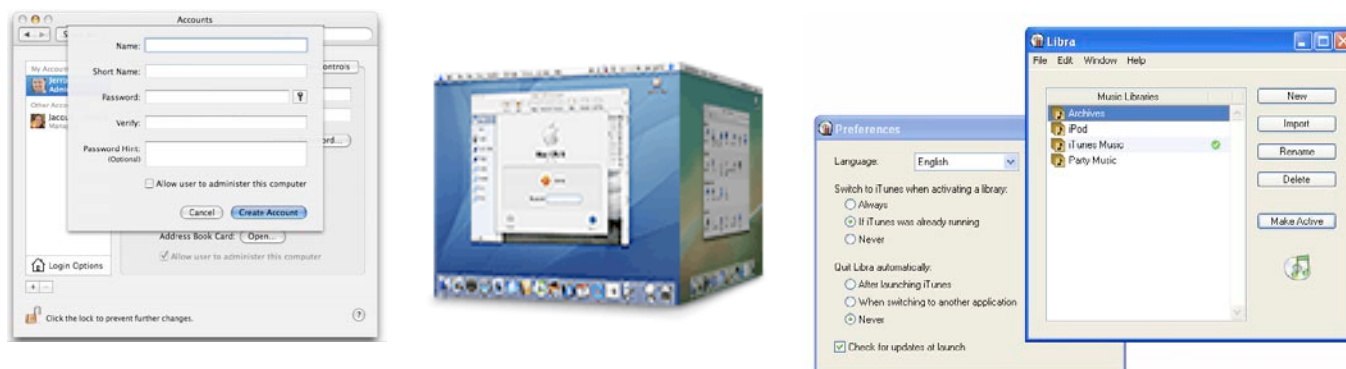 Accounts
Name:
My Account
Short Name:
ontrols
Admin
Password:
Other Acco
Verify:
Password Hint:
(Optional)
Allow user to administer this computer
Cancel
Create Account
Address Book Card:
Open...
Allow user to administer this computer
Login Options
Click the lock to prevent further changes.
Mac OS X
Preferences
Language:
English
Switch to iTunes when activating a library:
Always
If iTunes was already running
Never
Quit Libra automatically:
After launching iTunes
When switching to another application
Never
Check for updates at launch
Libra
File Edit Window Help
Music Libraries
Archives
iPod
iTunes Music
Party Music
New
Import
Rename
Delete
Make Active